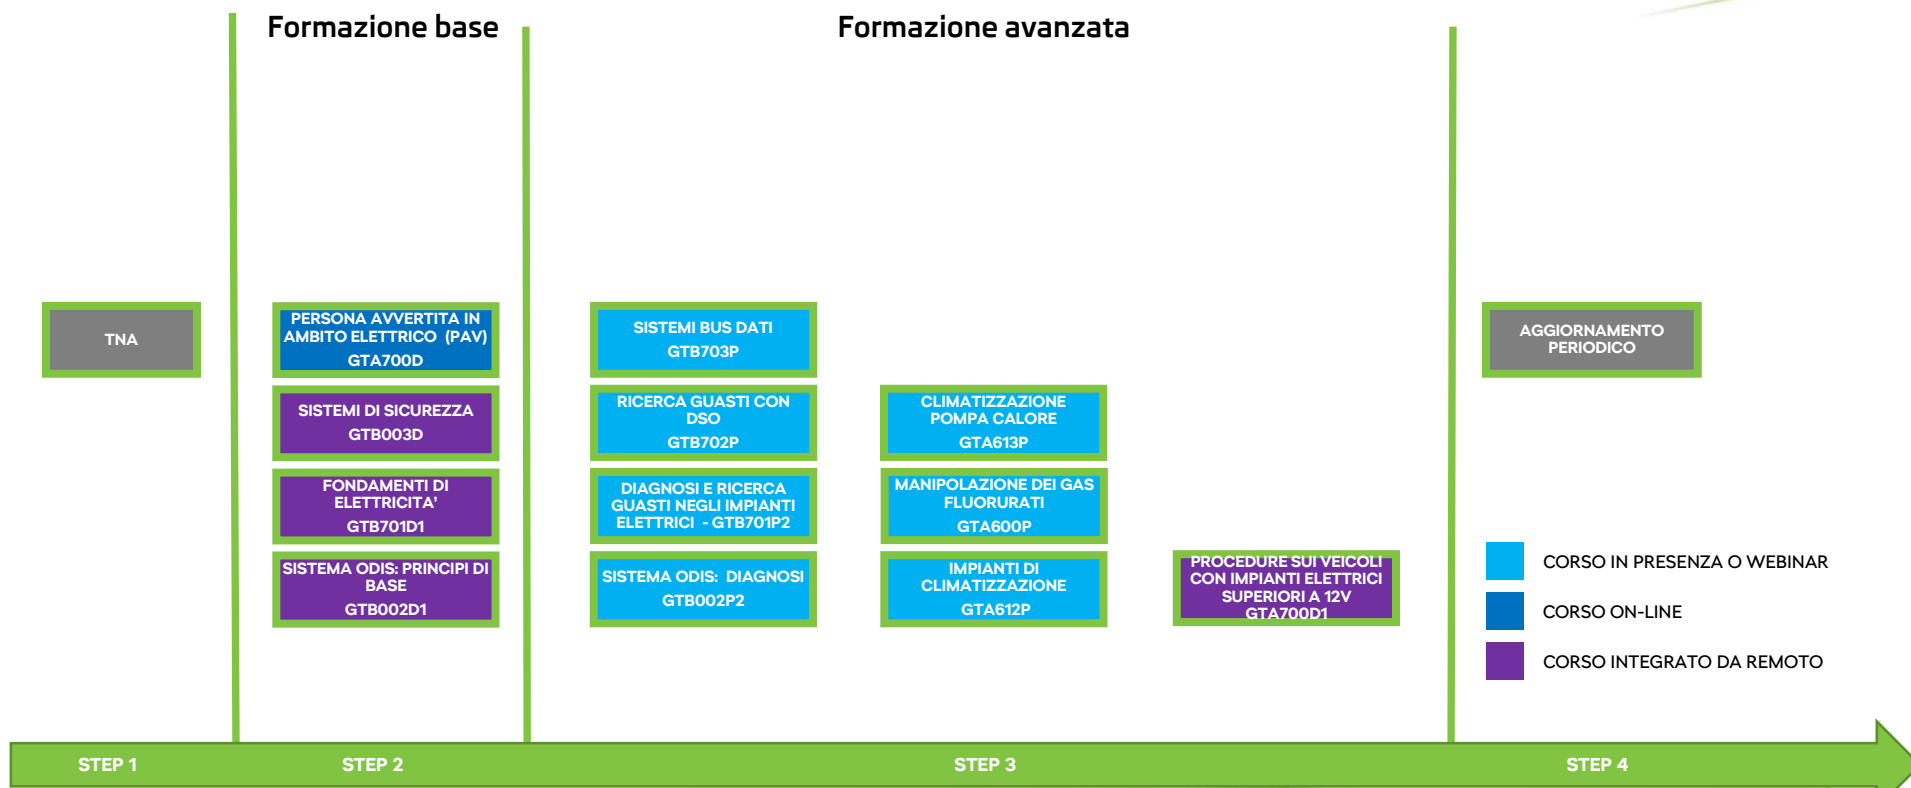 Formazione base
Formazione avanzata
TNA
PERSONA AVVERTITA IN
AMBITO ELETTRICO (PAV)
GTA700D
SISTEMI DI SICUREZZA
GTB003D
FONDAMENTI DI
ELETTRICITA'
GTB701D1
SISTEMA ODIS: PRINCIPI DI
BASE
GTB002D1
SISTEMI BUS DATI
GTB703P
RICERCA GUASTI CON
DSO
GTB702P
DIAGNOSI E RICERCA
GUASTI NEGLI IMPIANTI
ELETTRICI - GTB701P2
SISTEMA ODIS: DIAGNOSI
GTB002P2
CLIMATIZZAZIONE
POMPA CALORE
GTA613P
MANIPOLAZIONE DEI GAS
FLUORURATI
GTA600P
IMPIANTI DI
CLIMATIZZAZIONE
GTA612P
PROCEDURE SUI VEICOLI
CON IMPIANTI ELETTRICI
SUPERIORI A 12V
GTA700D1
AGGIORNAMENTO
PERIODICO
CORSO IN PRESENZA O WEBINAR
CORSO ON-LINE
CORSO INTEGRATO DA REMOTO
STEP 1
STEP 2
STEP 3
STEP 4